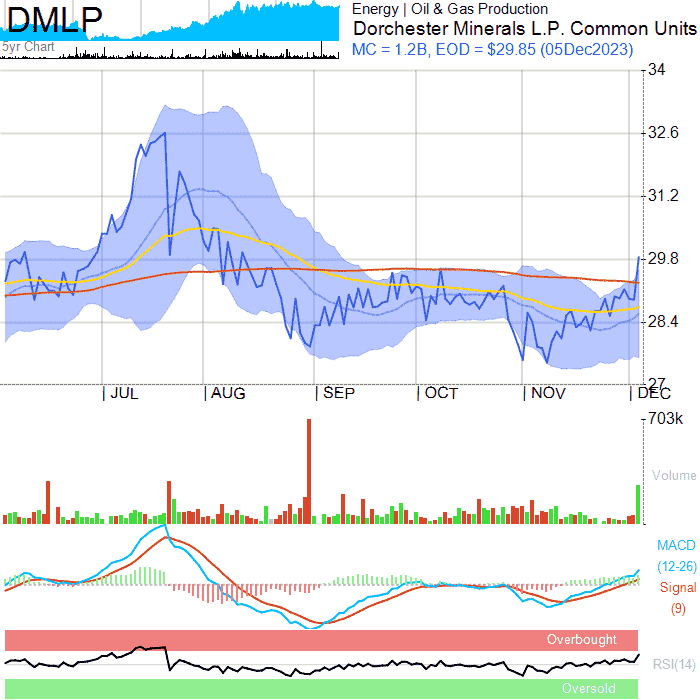 DMLP
5yr Chart
Energy | Oil & Gas Production
Dorchester Minerals L.P. Common Units
MC = 1.2B, EOD = $29.85 (05Dec2023)
34
32.6
31.2
29.8
28.4
27
| JUL | AUG | SEP | OCT | NOV | DEC
703k
Volume
MACD
(12-26)
Signal
(9)
Overbought
RSI(14)
Oversold